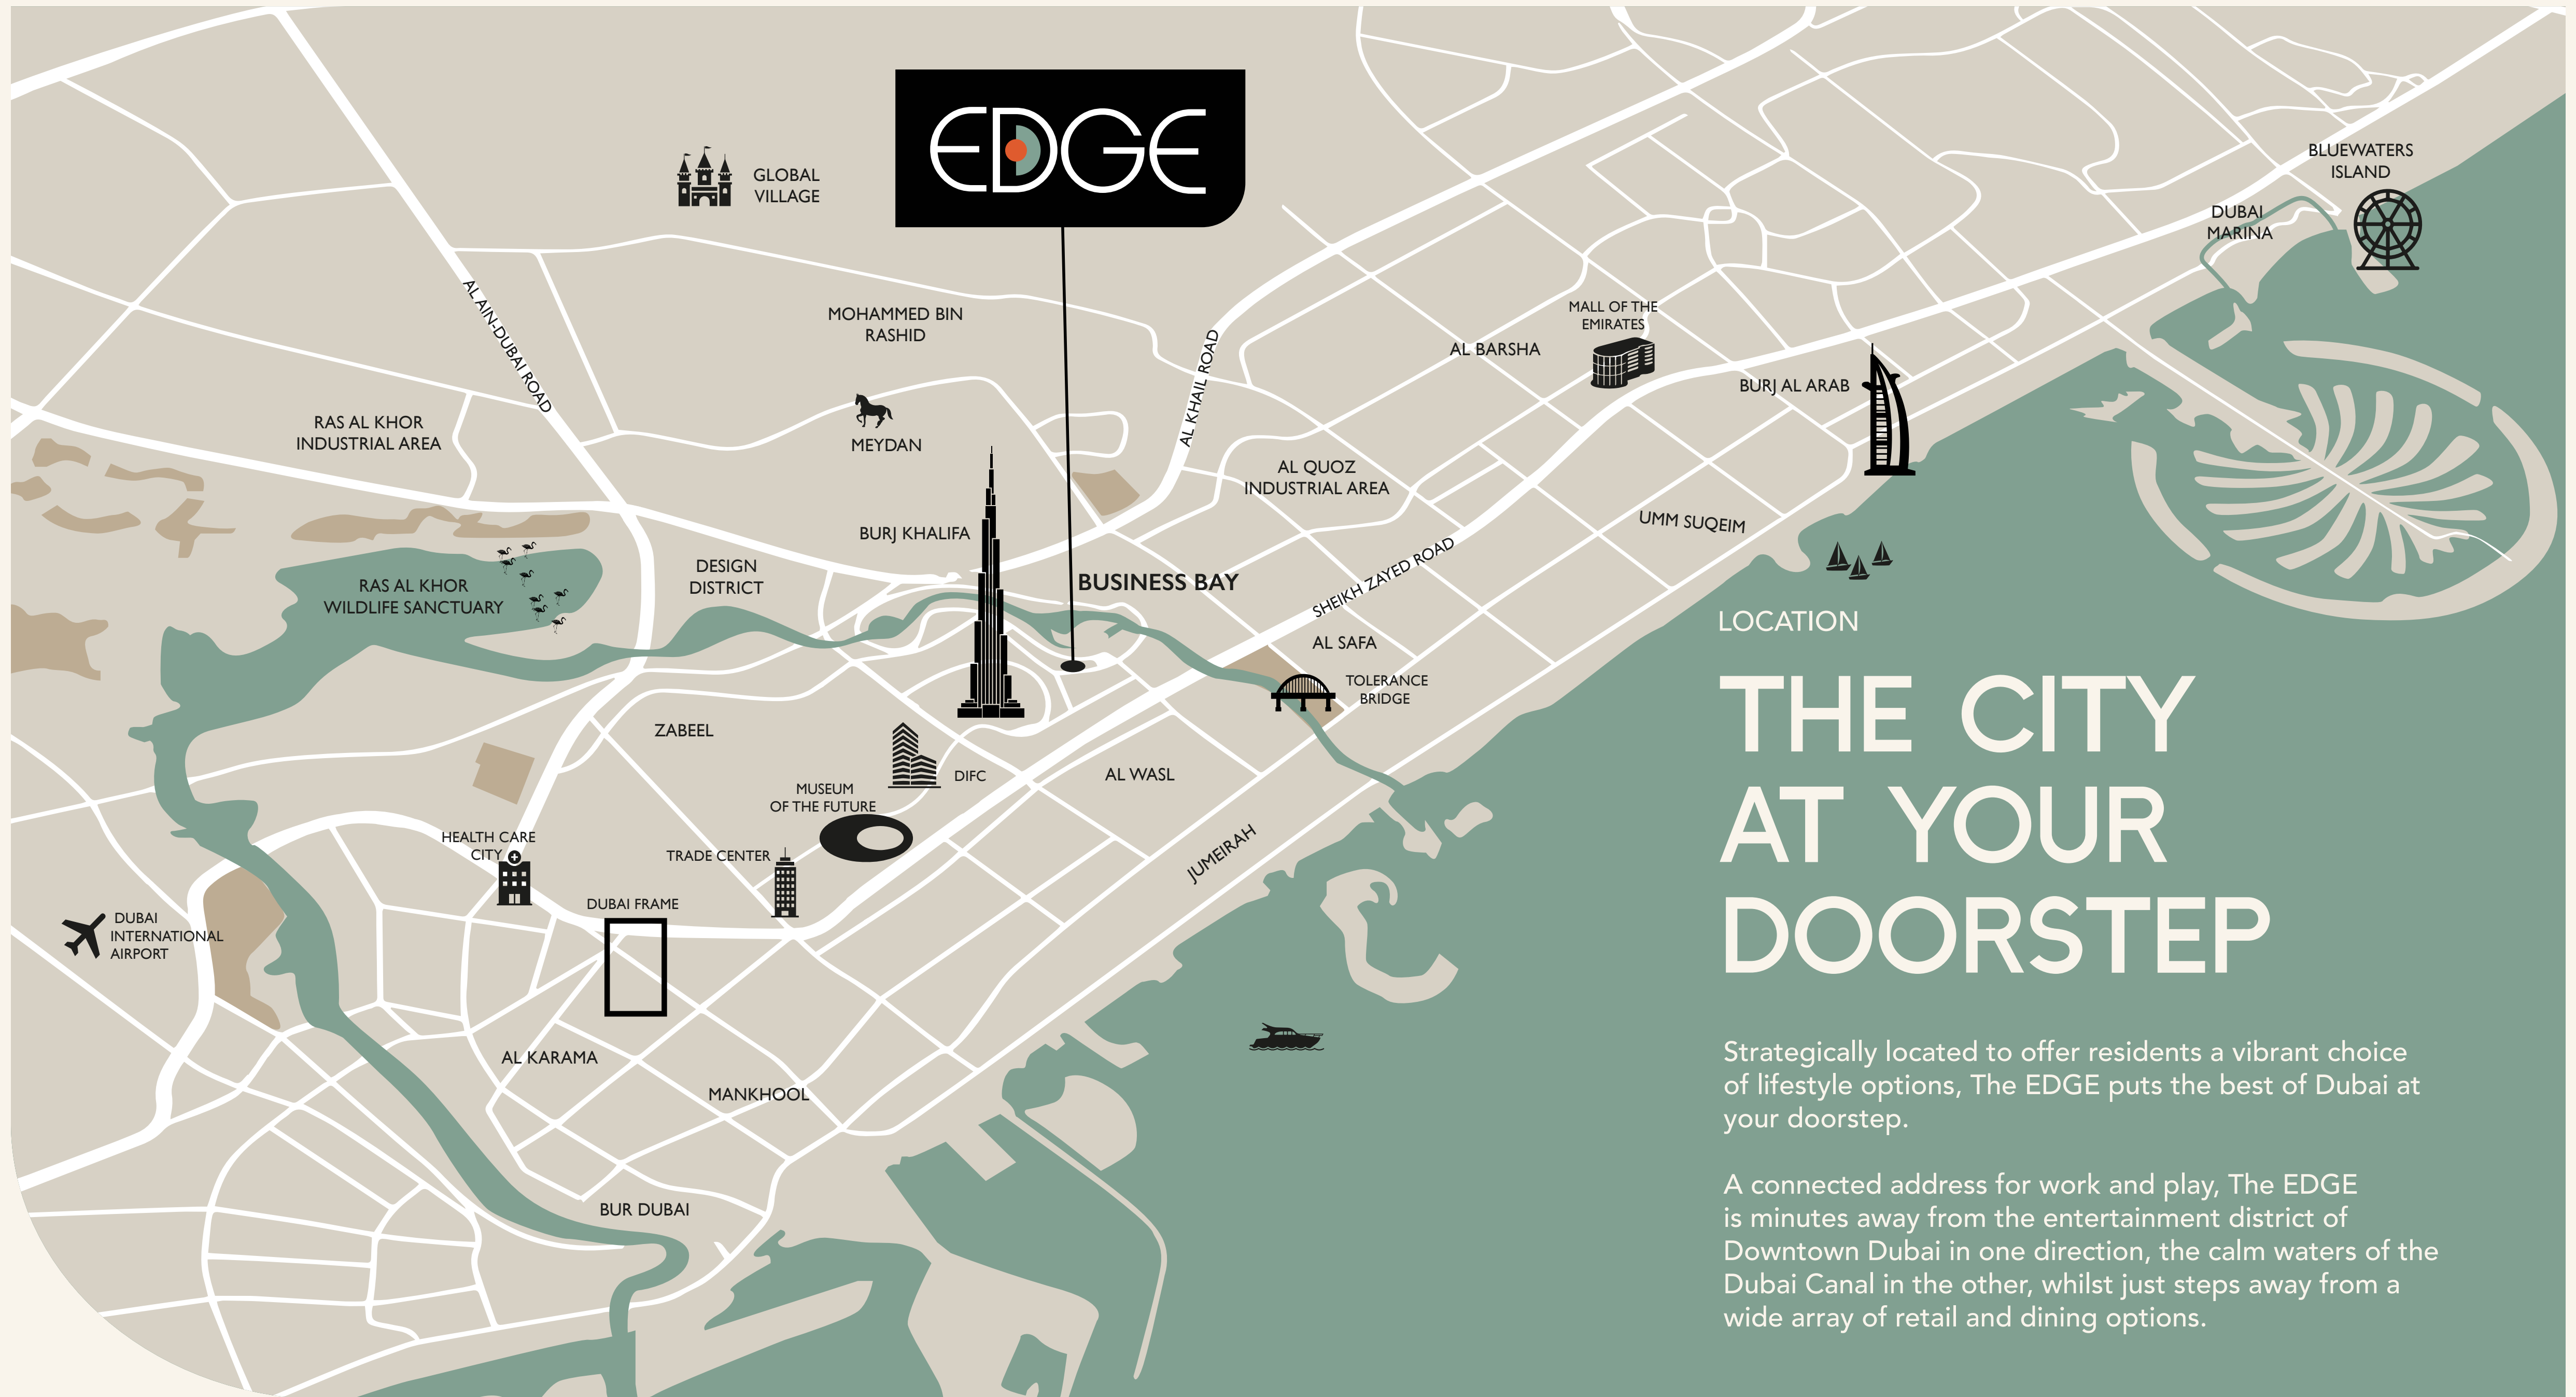 EDGE
GLOBAL
VILLAGE
BLUEWATERS
ISLAND
DUBAI
MARINA
AL AIN-DUBAI ROAD
MOHAMMED BIN
RASHID
AL KHAIL ROAD
MALL OF THE
EMIRATES
AL BARSHA
BURJ AL ARAB
RAS AL KHOR
INDUSTRIAL AREA
MEYDAN
AL QUOZ
INDUSTRIAL AREA
UMM SUQEIM
BURJ KHALIFA
DESIGN
DISTRICT
BUSINESS BAY
SHEIKH ZAYED ROAD
RAS AL KHOR
WILDLIFE SANCTUARY
AL SAFA
TOLERANCE
BRIDGE
ZABEEL
DIFC
AL WASL
MUSEUM
OF THE FUTURE
JUMEIRAH
HEALTH CARE
CITY
TRADE CENTER
DUBAI FRAME
DUBAI
INTERNATIONAL
AIRPORT
AL KARAMA
MANKHOOL
BUR DUBAI
LOCATION
THE CITY
AT YOUR
DOORSTEP
Strategically located to offer residents a vibrant choice
of lifestyle options, The EDGE puts the best of Dubai at
your doorstep.
A connected address for work and play, The EDGE
is minutes away from the entertainment district of
Downtown Dubai in one direction, the calm waters of the
Dubai Canal in the other, whilst just steps away from a
wide array of retail and dining options.